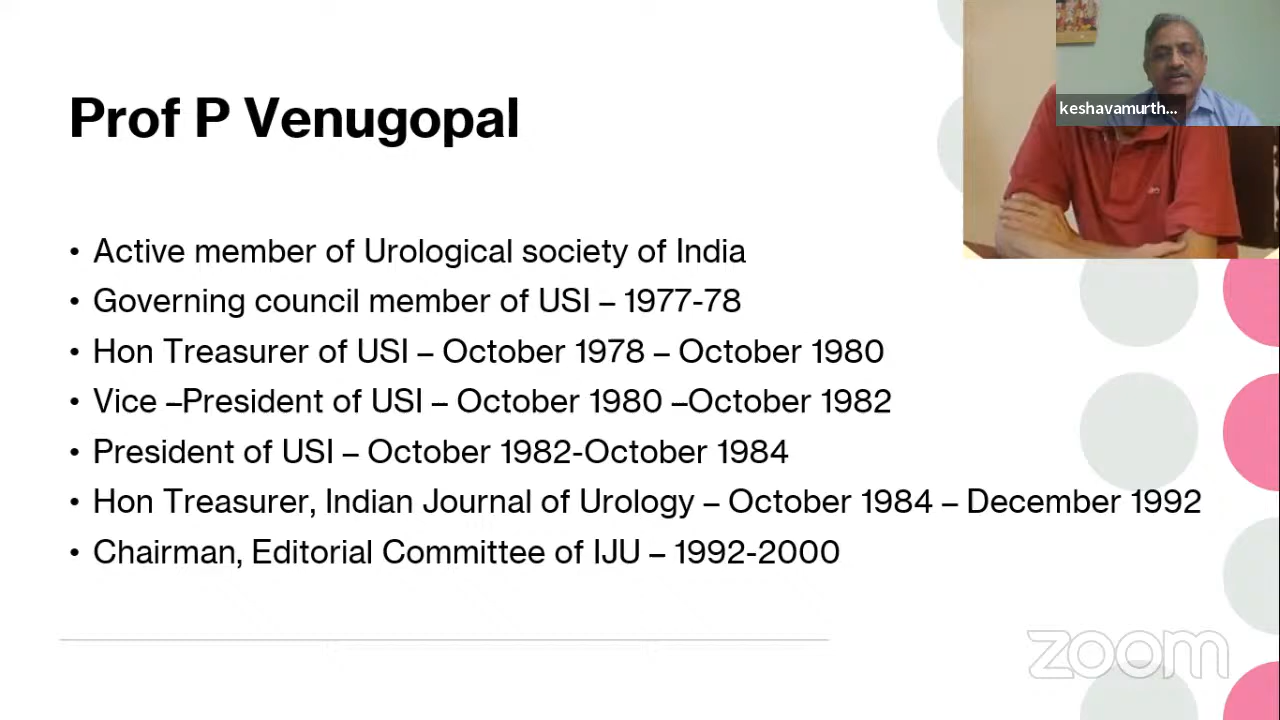 Prof P Venugopal
keshavamurth...
• Active member of Urological society of India
• Governing council member of USI – 1977-78
• Hon Treasurer of USI – October 1978 – October 1980
• Vice –President of USI – October 1980 –October 1982
• President of USI – October 1982-October 1984
• Hon Treasurer, Indian Journal of Urology – October 1984 – December 1992
• Chairman, Editorial Committee of IJU – 1992-2000
zoom